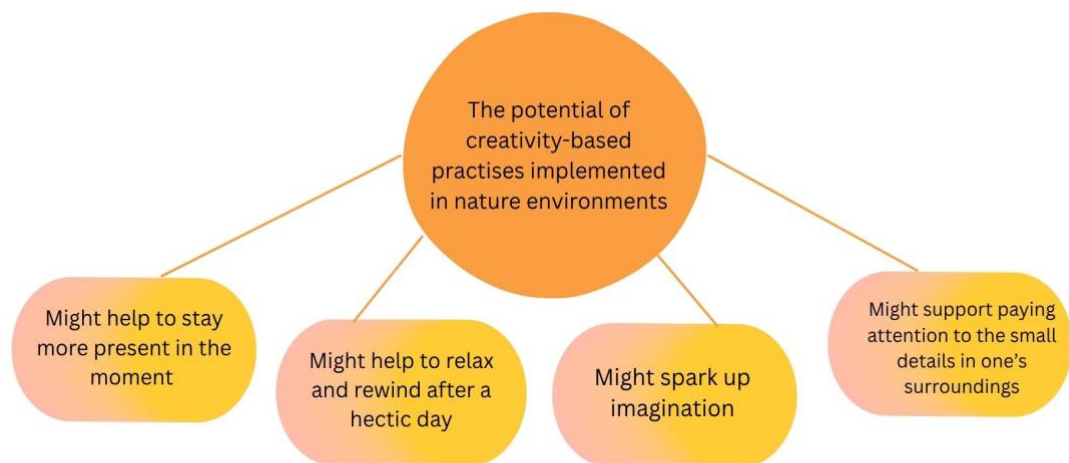 The potential of
creativity-based
practises implemented
in nature environments
Might help to stay
more present in the
moment
Might help to relax
and rewind after a
hectic day
Might spark up
imagination
Might support paying
attention to the small
details in one’s
surroundings